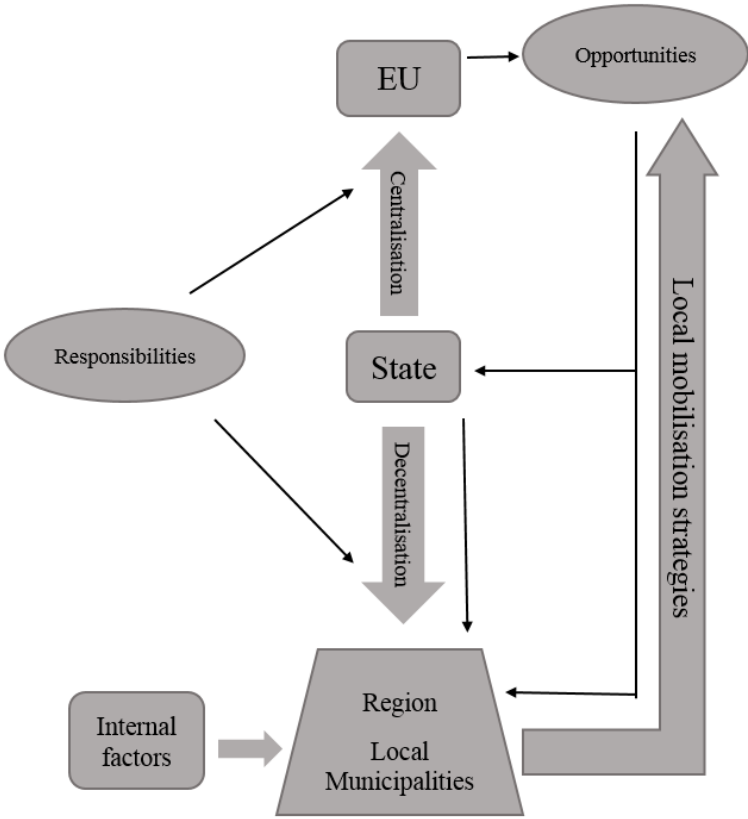 EU
Opportunities
Centralisation
Responsibilities
State
Decentralisation
Local mobilisation strategies
Region
Local
Municipalities
Internal
factors